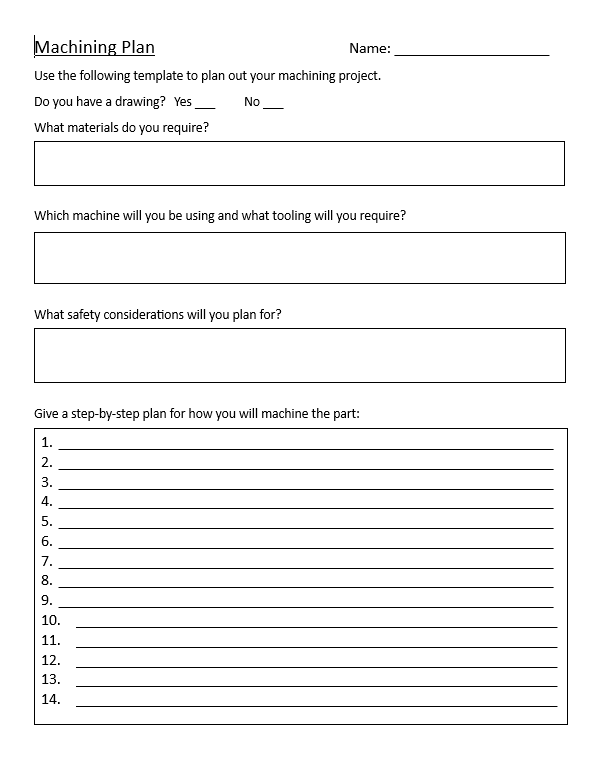 Machining Plan Name: ____________________
Use the following template to plan out your machining project.
Do you have a drawing? Yes ___ No ___
What materials do you require?
Which machine will you be using and what tooling will you require?
What safety considerations will you plan for?
Give a step-by-step plan for how you will machine the part:
1. ____________________
2. ____________________
3. ____________________
4. ____________________
5. ____________________
6. ____________________
7. ____________________
8. ____________________
9. ____________________
10. ____________________
11. ____________________
12. ____________________
13. ____________________
14. ____________________